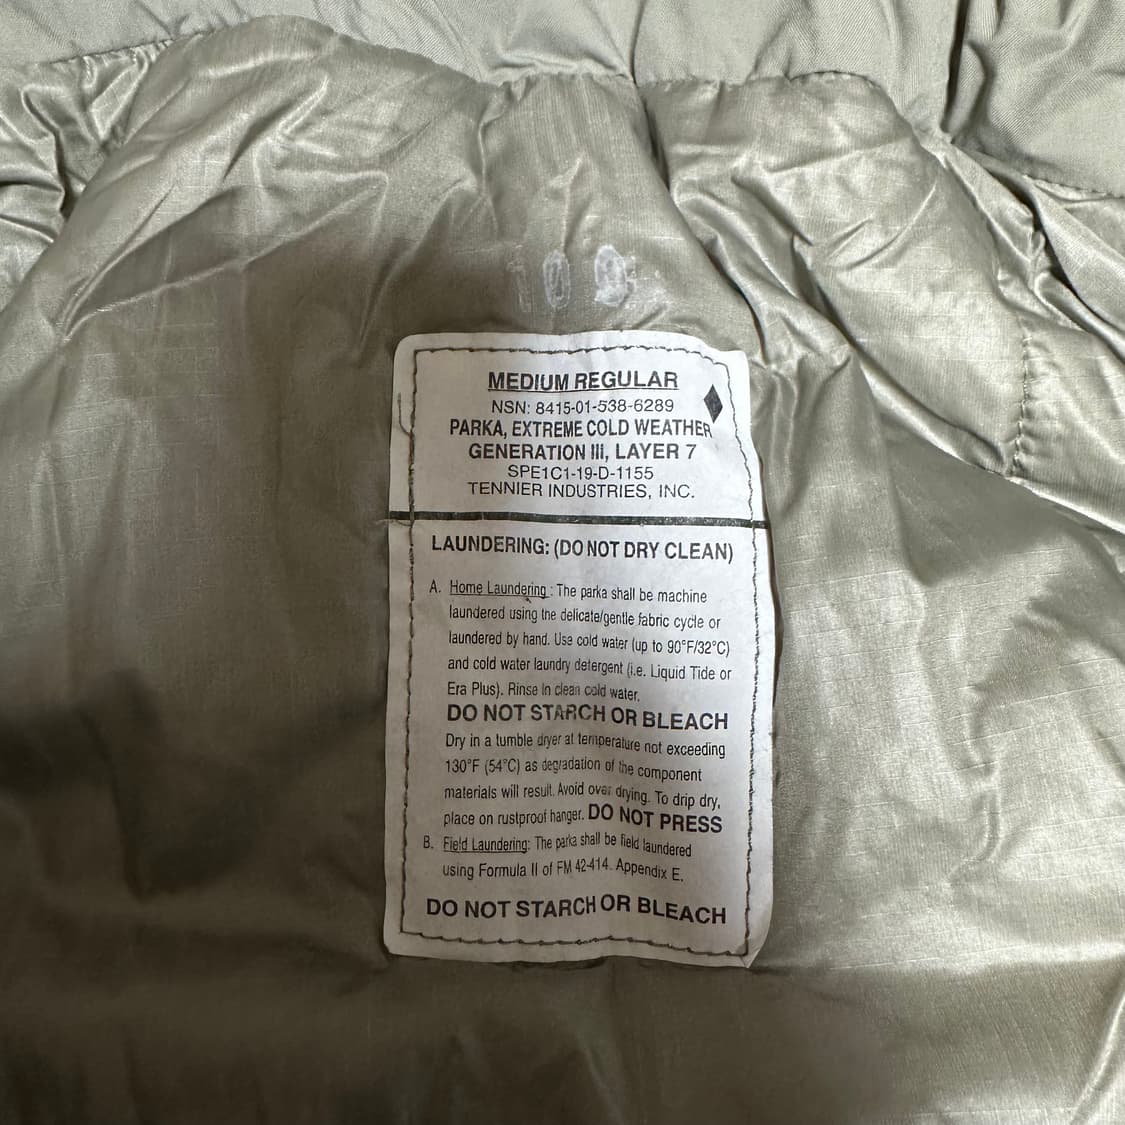 MEDIUM REGULAR
NSN: 8415-01-538-6289
PARKA, EXTREME COLD WEATHER
GENERATION III, LAYER 7
SPE1C1-19-D-1155
TENNIER INDUSTRIES, INC.
LAUNDERING: (DO NOT DRY CLEAN)
A. Home Laundering : The parka shall be machine
laundered using the delicate/gentle fabric cycle or
laundered by hand. Use cold water (up to 90°F/32°C)
and cold water laundry detergent (i.e. Liquid Tide or
Era Plus). Rinse in clean cold water.
DO NOT STARCH OR BLEACH
Dry in a tumble dryer at temperature not exceeding
130°F (54°C) as degradation of the component
materials will result. Avoid over drying. To drip dry,
place on rustproof hanger. DO NOT PRESS
B. Field Laundering: The parka shall be field laundered
using Formula II of FM 42-414. Appendix E.
DO NOT STARCH OR BLEACH